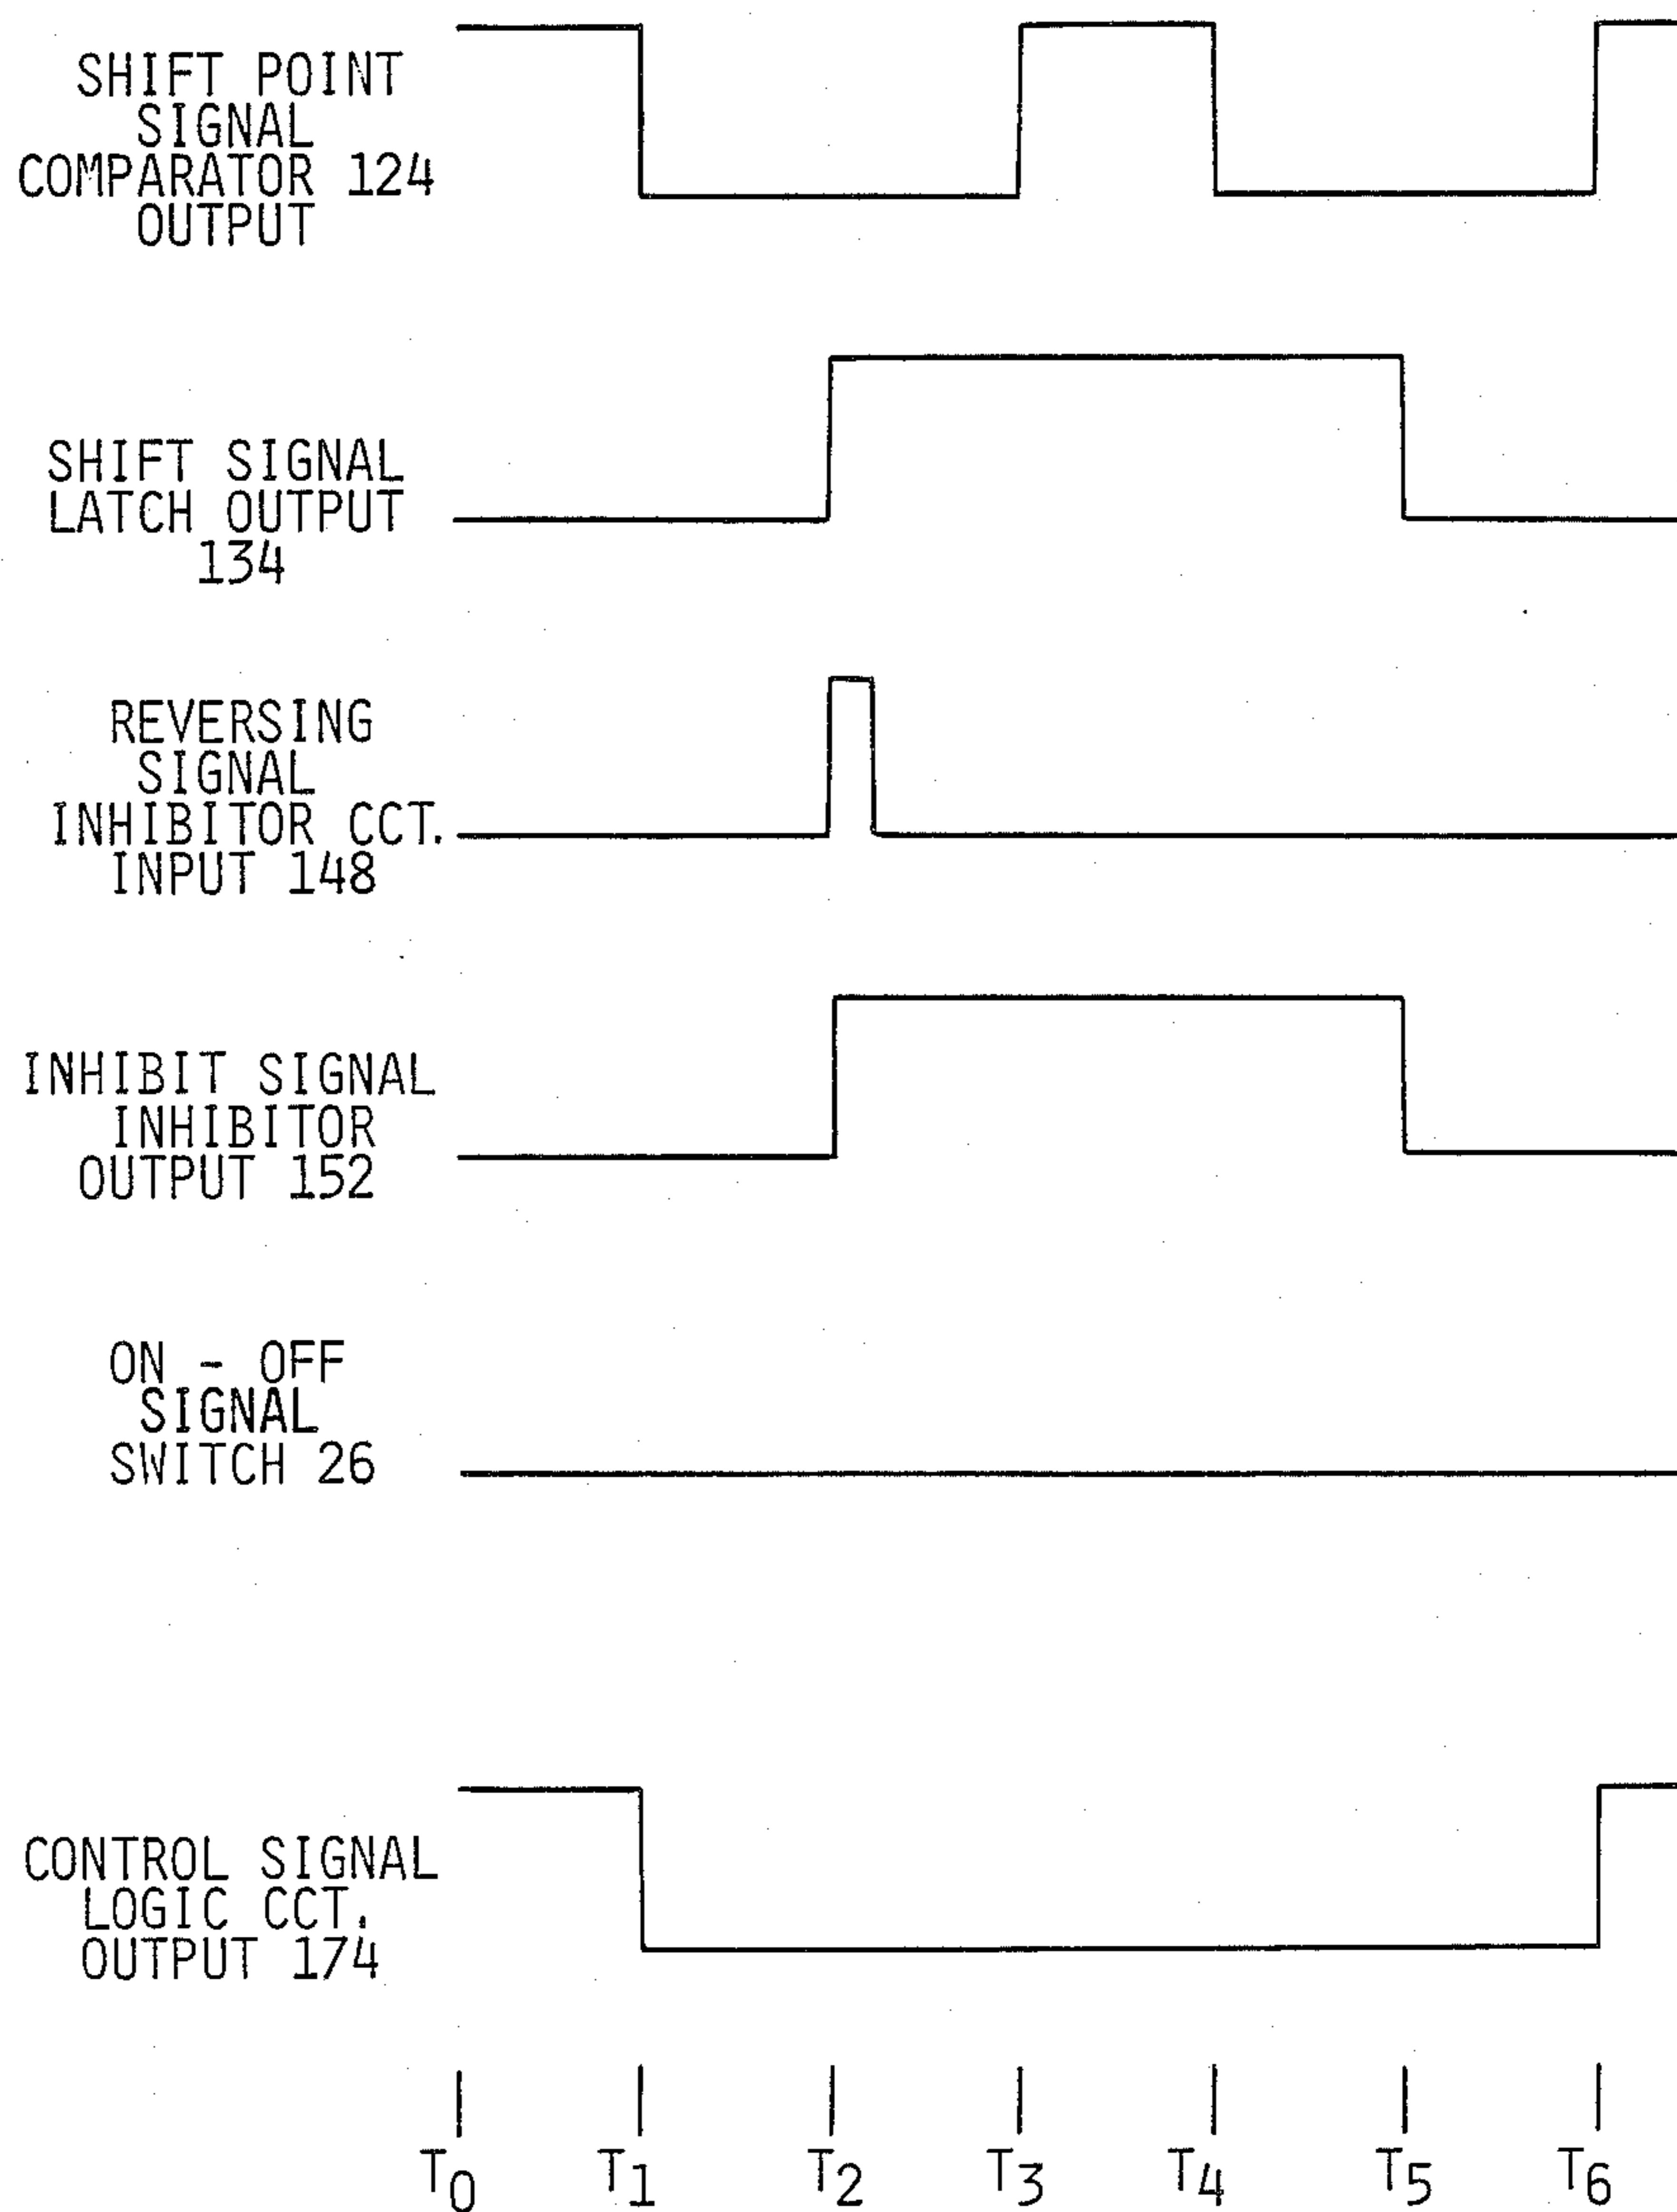 SHIFT POINT
SIGNAL
COMPARATOR 124
OUTPUT
SHIFT SIGNAL
LATCH OUTPUT
134
REVERSING
SIGNAL
INHIBITOR CCT.
INPUT 148
INHIBIT SIGNAL
INHIBITOR
OUTPUT 152
ON - OFF
SIGNAL
SWITCH 26
CONTROL SIGNAL
LOGIC CCT.
OUTPUT 174
T0 T1 T2 T3 T4 T5 T6